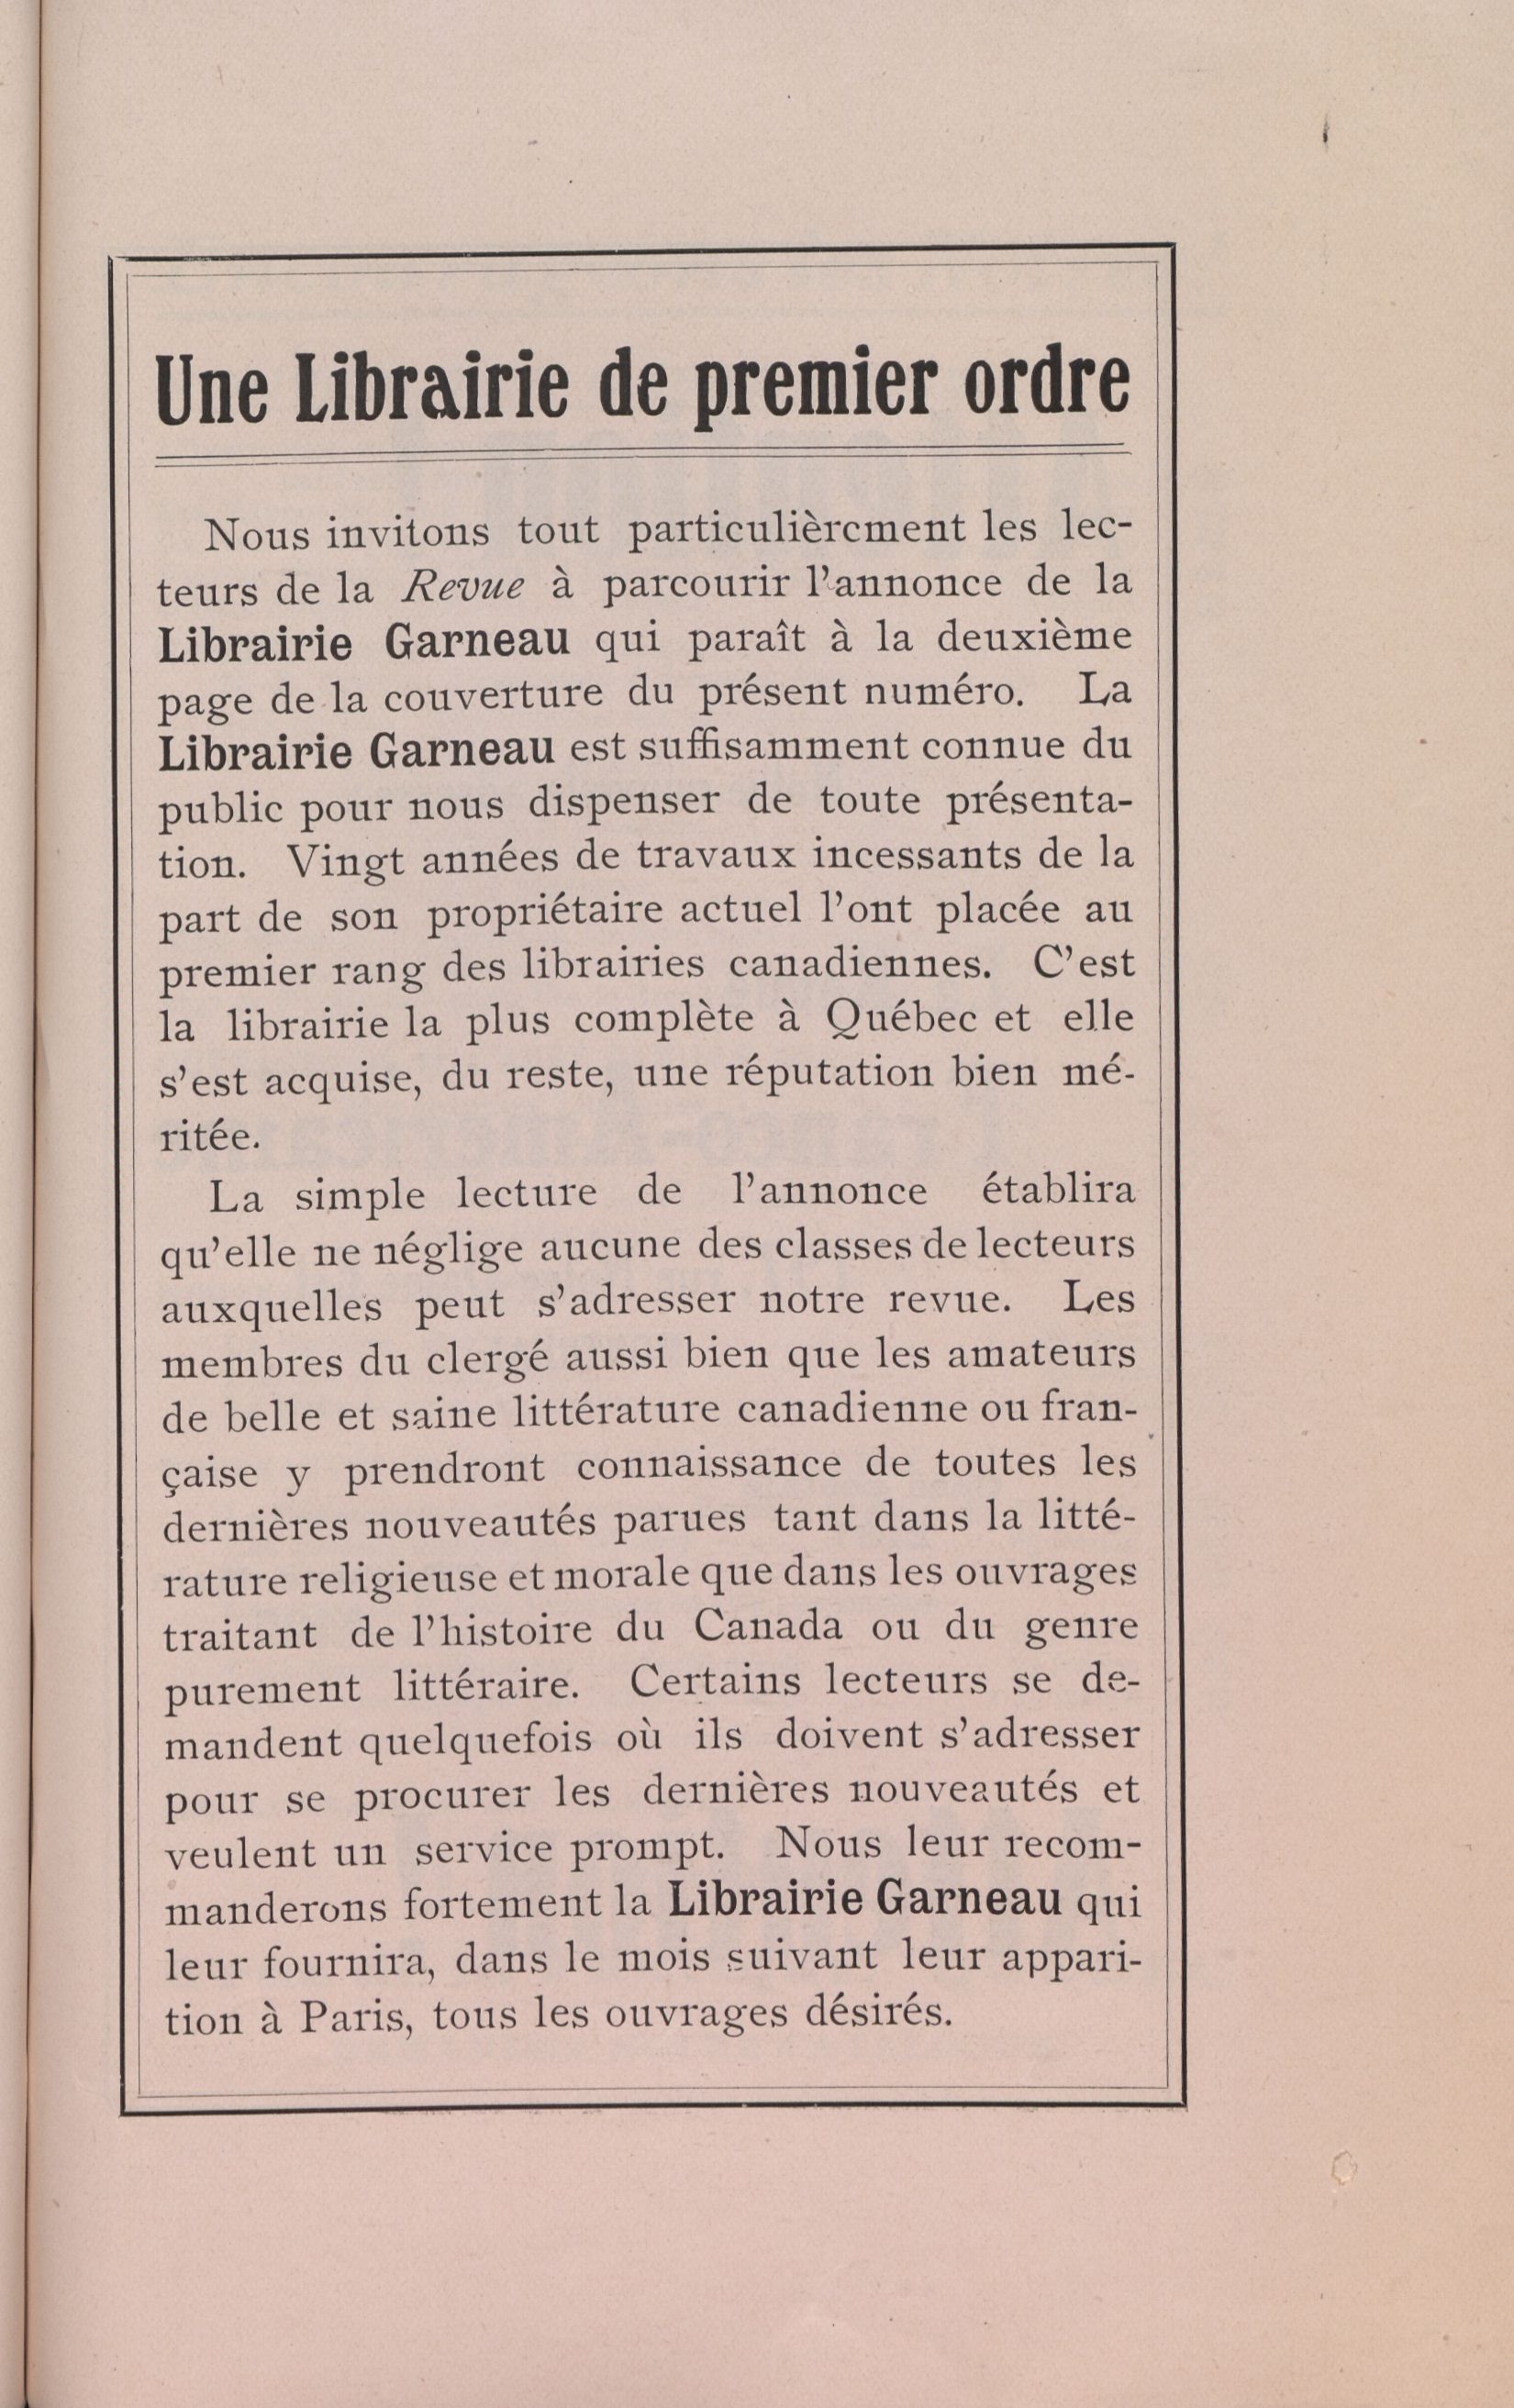 Une Librairie de premier ordre
Nous invitons tout particulièrcment les lec-
teurs de la Revue à parcourir l'annonce de la
Librairie Garneau qui paraît à la deuxième
page de la couverture du présent numéro. La
Librairie Garneau est suffisamment connue du
public pour nous dispenser de toute présenta-
tion. Vingt années de travaux incessants de la
part de son propriétaire actuel l'ont placée au
premier rang des librairies canadiennes. C'est
la librairie la plus complète à Québec et elle
s'est acquise, du reste, une réputation bien mé-
ritée.
La simple lecture de l'annonce établira
qu'elle ne néglige aucune des classes de lecteurs
auxquelles peut s'adresser notre revue. Les
membres du clergé aussi bien que les amateurs
de belle et saine littérature canadienne ou fran-
çaise y prendront connaissance de toutes les
dernières nouveautés parues tant dans la litté-
rature religieuse et morale que dans les ouvrages
traitant de l'histoire du Canada ou du genre
purement littéraire. Certains lecteurs se de-
mandent quelquefois où ils doivent s'adresser
pour se procurer les dernières nouveautés et
veulent un service prompt. Nous leur recom-
manderons fortement la Librairie Garneau qui
leur fournira, dans le mois suivant leur appari-
tion à Paris, tous les ouvrages désirés.